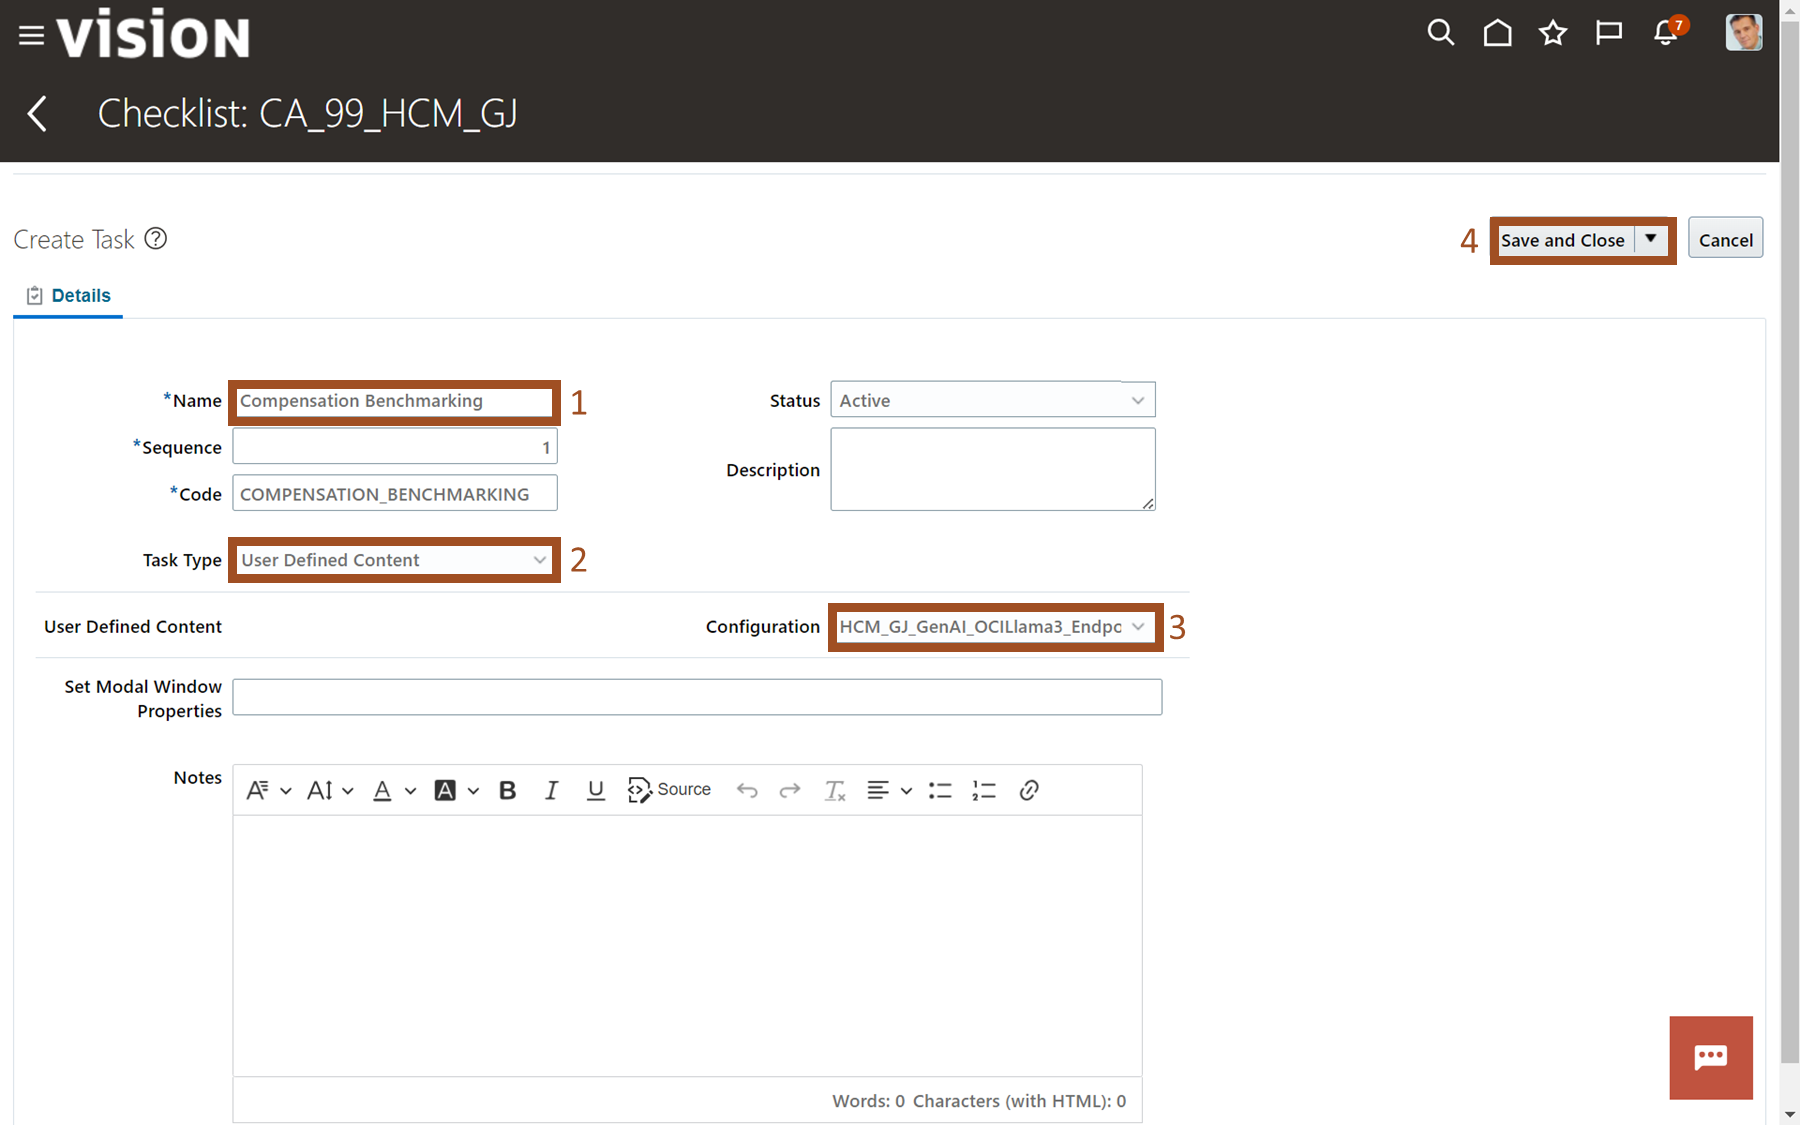 VISION
7
Checklist: CA_99_HCM_GJ
Create Task ?
4 Save and Close Cancel
Details
*Name Compensation Benchmarking 1
Status Active
*Sequence 1
Description
*Code COMPENSATION_BENCHMARKING
Task Type User Defined Content 2
User Defined Content
Configuration HCM_GJ_GenAI_OCILlama3_Endpo 3
Set Modal Window
Properties
Notes
B I U Source
Words: 0 Characters (with HTML): 0